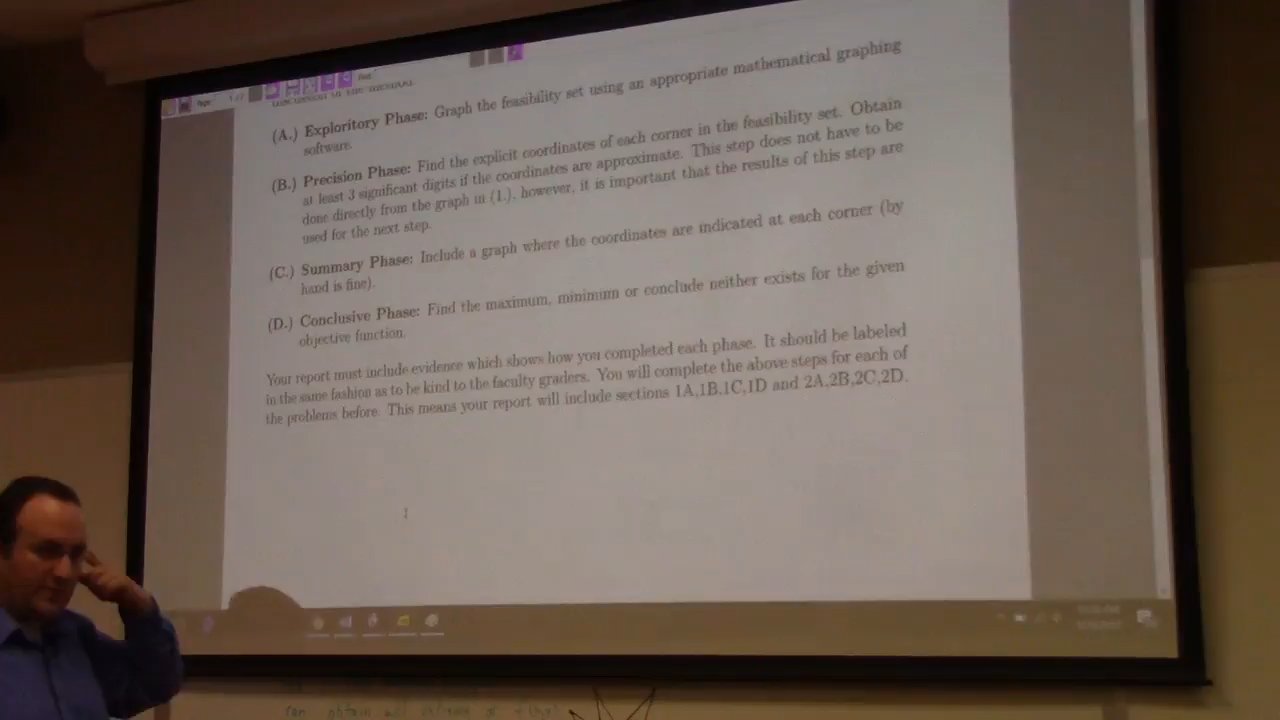 (A.) Exploritory Phase: Graph the feasibility set using an appropriate mathematical graphing
software.
(B.) Precision Phase: Find the explicit coordinates of each corner in the feasibility set. Obtain
at least 3 significant digits if the coordinates are approximate. This step does not have to be
done directly from the graph in (1.), however, it is important that the results of this step are
used for the next step.
(C.) Summary Phase: Include a graph where the coordinates are indicated at each corner (by
hand is fine).
(D.) Conclusive Phase: Find the maximum, minimum or conclude neither exists for the given
objective function.
Your report must include evidence which shows how you completed each phase. It should be labeled
in the same fashion as to be kind to the faculty graders. You will complete the above steps for each of
the problems before. This means your report will include sections 1A,1B,1C,1D and 2A,2B,2C,2D.
can obtain